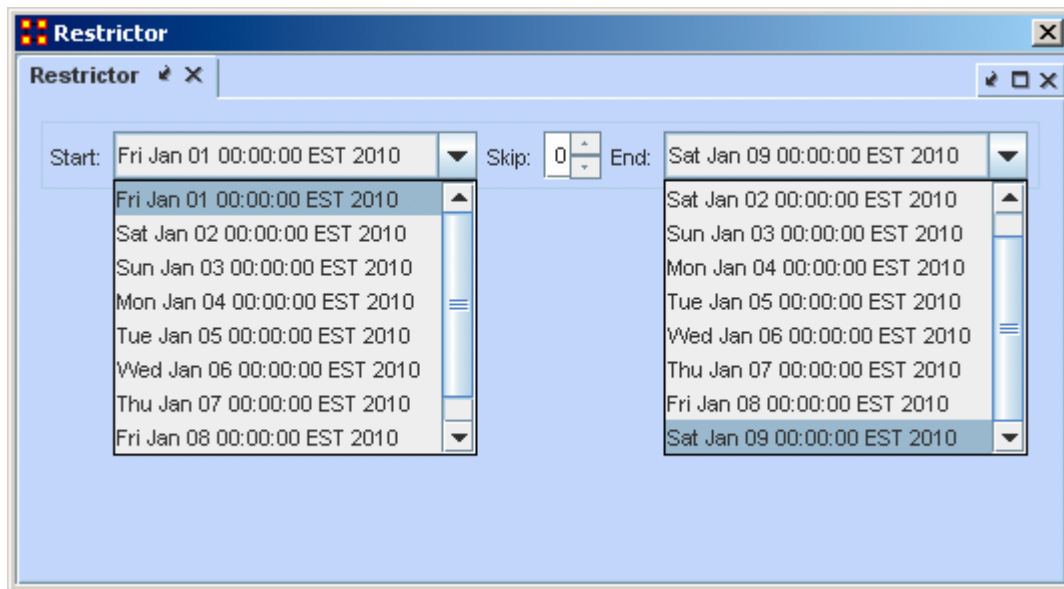 Restrictor
Restrictor
Start: Fri Jan 01 00:00:00 EST 2010 Skip: 0 End: Sat Jan 09 00:00:00 EST 2010
Fri Jan 01 00:00:00 EST 2010
Sat Jan 02 00:00:00 EST 2010
Sun Jan 03 00:00:00 EST 2010
Mon Jan 04 00:00:00 EST 2010
Tue Jan 05 00:00:00 EST 2010
Wed Jan 06 00:00:00 EST 2010
Thu Jan 07 00:00:00 EST 2010
Fri Jan 08 00:00:00 EST 2010
Sat Jan 02 00:00:00 EST 2010
Sun Jan 03 00:00:00 EST 2010
Mon Jan 04 00:00:00 EST 2010
Tue Jan 05 00:00:00 EST 2010
Wed Jan 06 00:00:00 EST 2010
Thu Jan 07 00:00:00 EST 2010
Fri Jan 08 00:00:00 EST 2010
Sat Jan 09 00:00:00 EST 2010